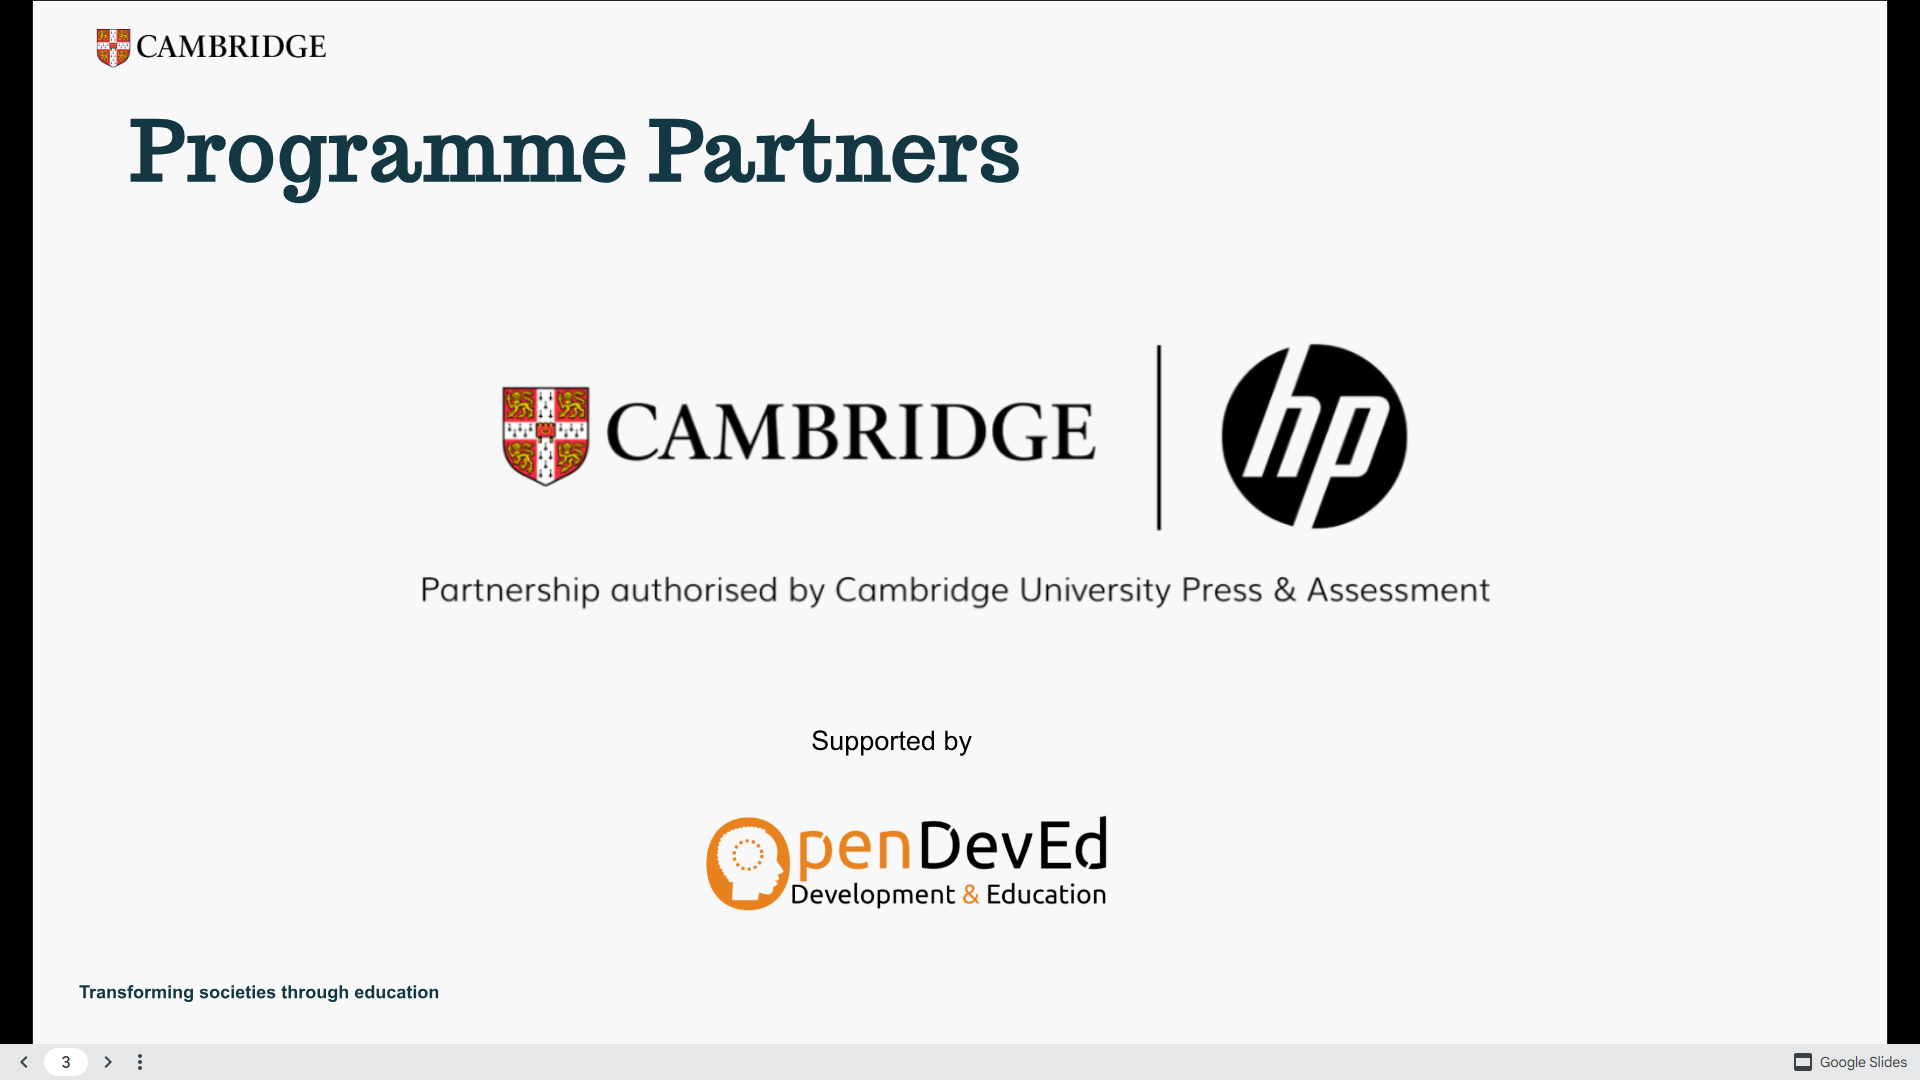 CAMBRIDGE
Programme Partners
CAMBRIDGE
hp
Partnership authorised by Cambridge University Press & Assessment
Supported by
OpenDevEd
Development & Education
Transforming societies through education
3
Google Slides